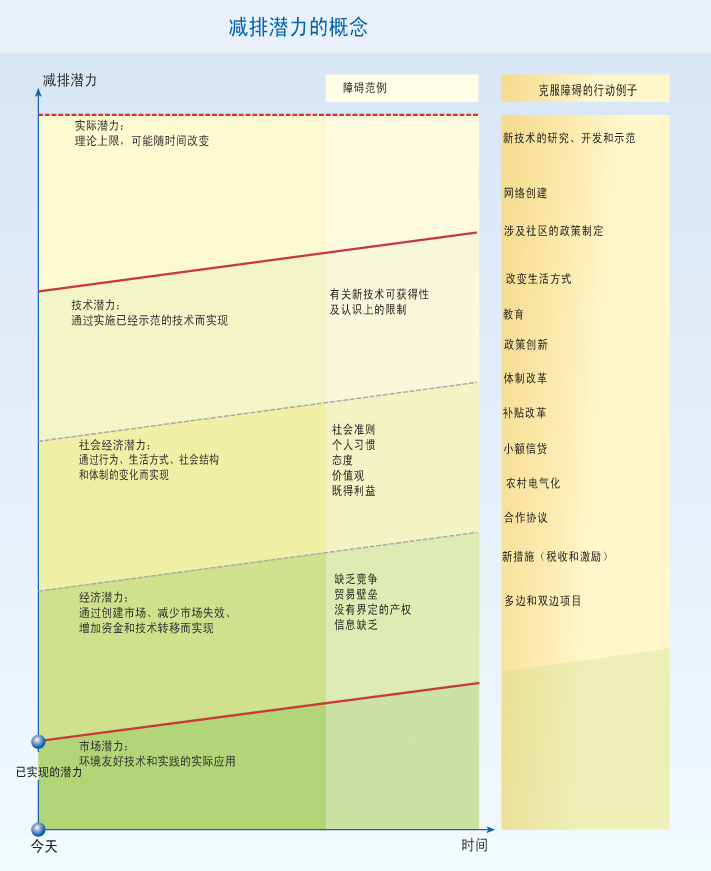 减排潜力的概念
减排潜力
障碍范例
克服障碍的行动例子
实际潜力：
理论上限，可能随时间改变
技术潜力：
通过实施已经示范的技术而实现
有关新技术可获得性
及认识上的限制
社会经济潜力：
通过行为、生活方式、社会结构
和体制的变化而实现
社会准则
个人习惯
态度
价值观
既得利益
经济潜力：
通过创建市场、减少市场失效、
增加资金和技术转移而实现
缺乏竞争
贸易壁垒
没有界定的产权
信息缺乏
市场潜力：
环境友好技术和实践的实际应用
已实现的潜力
今天
时间
新技术的研究、开发和示范
网络创建
涉及社区的政策制定
改变生活方式
教育
政策创新
体制改革
补贴改革
小额信贷
农村电气化
合作协议
新措施（税收和激励）
多边和双边项目